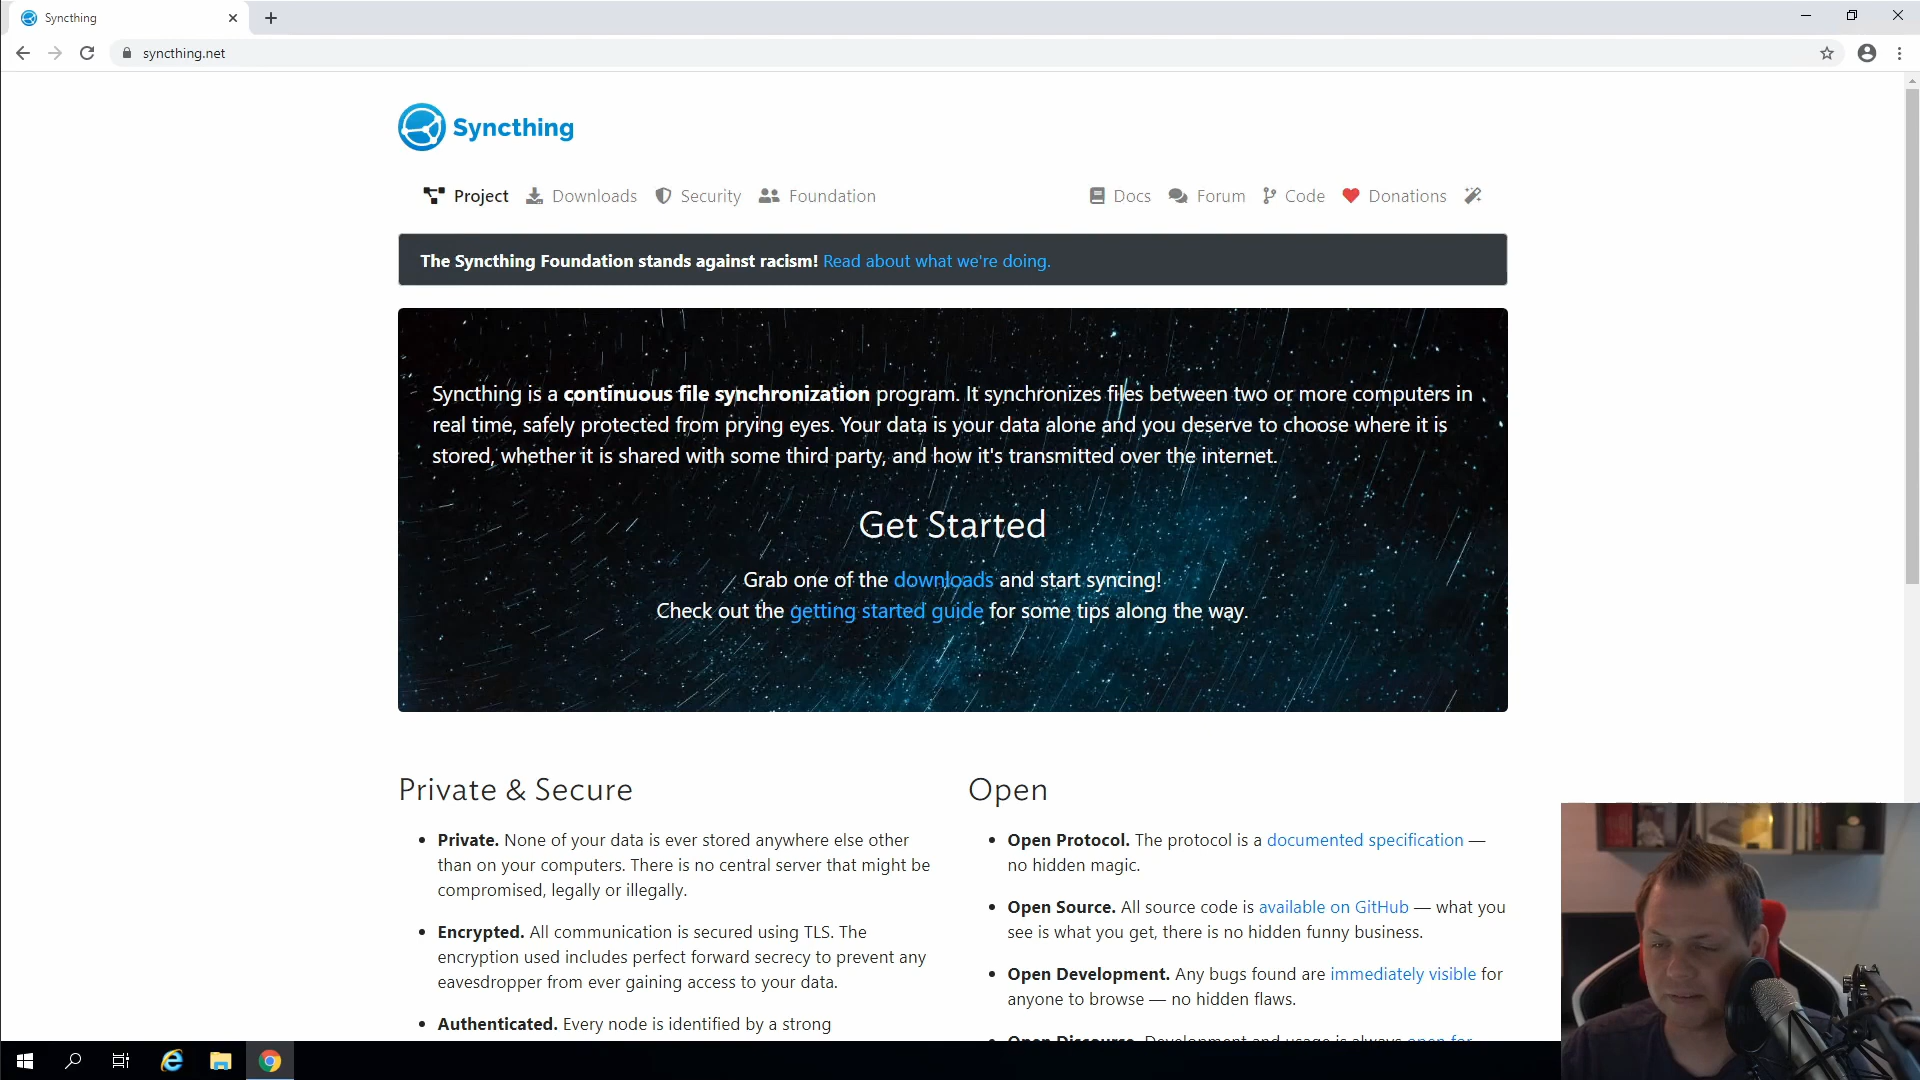 Syncthing
syncthing.net
Syncthing
Project Downloads Security Foundation Docs Forum Code Donations
The Syncthing Foundation stands against racism! Read about what we're doing.
Syncthing is a continuous file synchronization program. It synchronizes files between two or more computers in
real time, safely protected from prying eyes. Your data is your data alone and you deserve to choose where it is
stored, whether it is shared with some third party, and how it's transmitted over the internet.
Get Started
Grab one of the downloads and start syncing!
Check out the getting started guide for some tips along the way.
Private & Secure
• Private. None of your data is ever stored anywhere else other
than on your computers. There is no central server that might be
compromised, legally or illegally.
• Encrypted. All communication is secured using TLS. The
encryption used includes perfect forward secrecy to prevent any
eavesdropper from ever gaining access to your data.
• Authenticated. Every node is identified by a strong
Open
• Open Protocol. The protocol is a documented specification —
no hidden magic.
• Open Source. All source code is available on GitHub — what you
see is what you get, there is no hidden funny business.
• Open Development. Any bugs found are immediately visible for
anyone to browse — no hidden flaws.
• Open Discourse. Development and usage is always open for